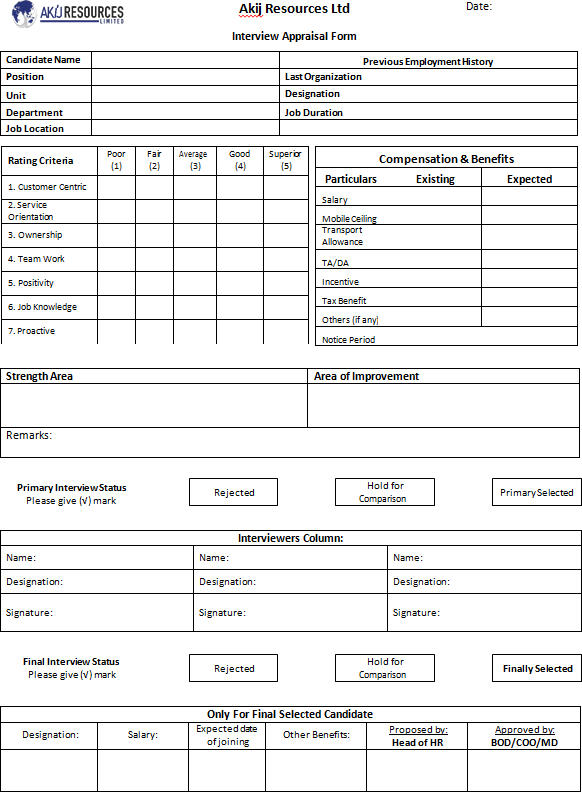 AKIJ RESOURCES
LIMITED
Akij Resources Ltd
Date:
Interview Appraisal Form
Candidate Name
Previous Employment History
Position
Last Organization
Unit
Designation
Department
Job Duration
Job Location
Rating Criteria
Poor
(1)
Fair
(2)
Average
(3)
Good
(4)
Superior
(5)
1. Customer Centric
2. Service
Orientation
3. Ownership
4. Team Work
5. Positivity
6. Job Knowledge
7. Proactive
Compensation & Benefits
Particulars Existing Expected
Salary
Mobile Ceiling
Transport
Allowance
TA/DA
Incentive
Tax Benefit
Others (if any)
Notice Period
Strength Area
Area of Improvement
Remarks:
Primary Interview Status
Please give (√) mark
Rejected
Hold for
Comparison
Primary Selected
Interviewers Column:
Name: Name: Name:
Designation: Designation: Designation:
Signature: Signature: Signature:
Final Interview Status
Please give (√) mark
Rejected
Hold for
Comparison
Finally Selected
Only For Final Selected Candidate
Designation:
Salary:
Expected date
of joining
Other Benefits:
Proposed by:
Head of HR
Approved by:
BOD/COO/MD